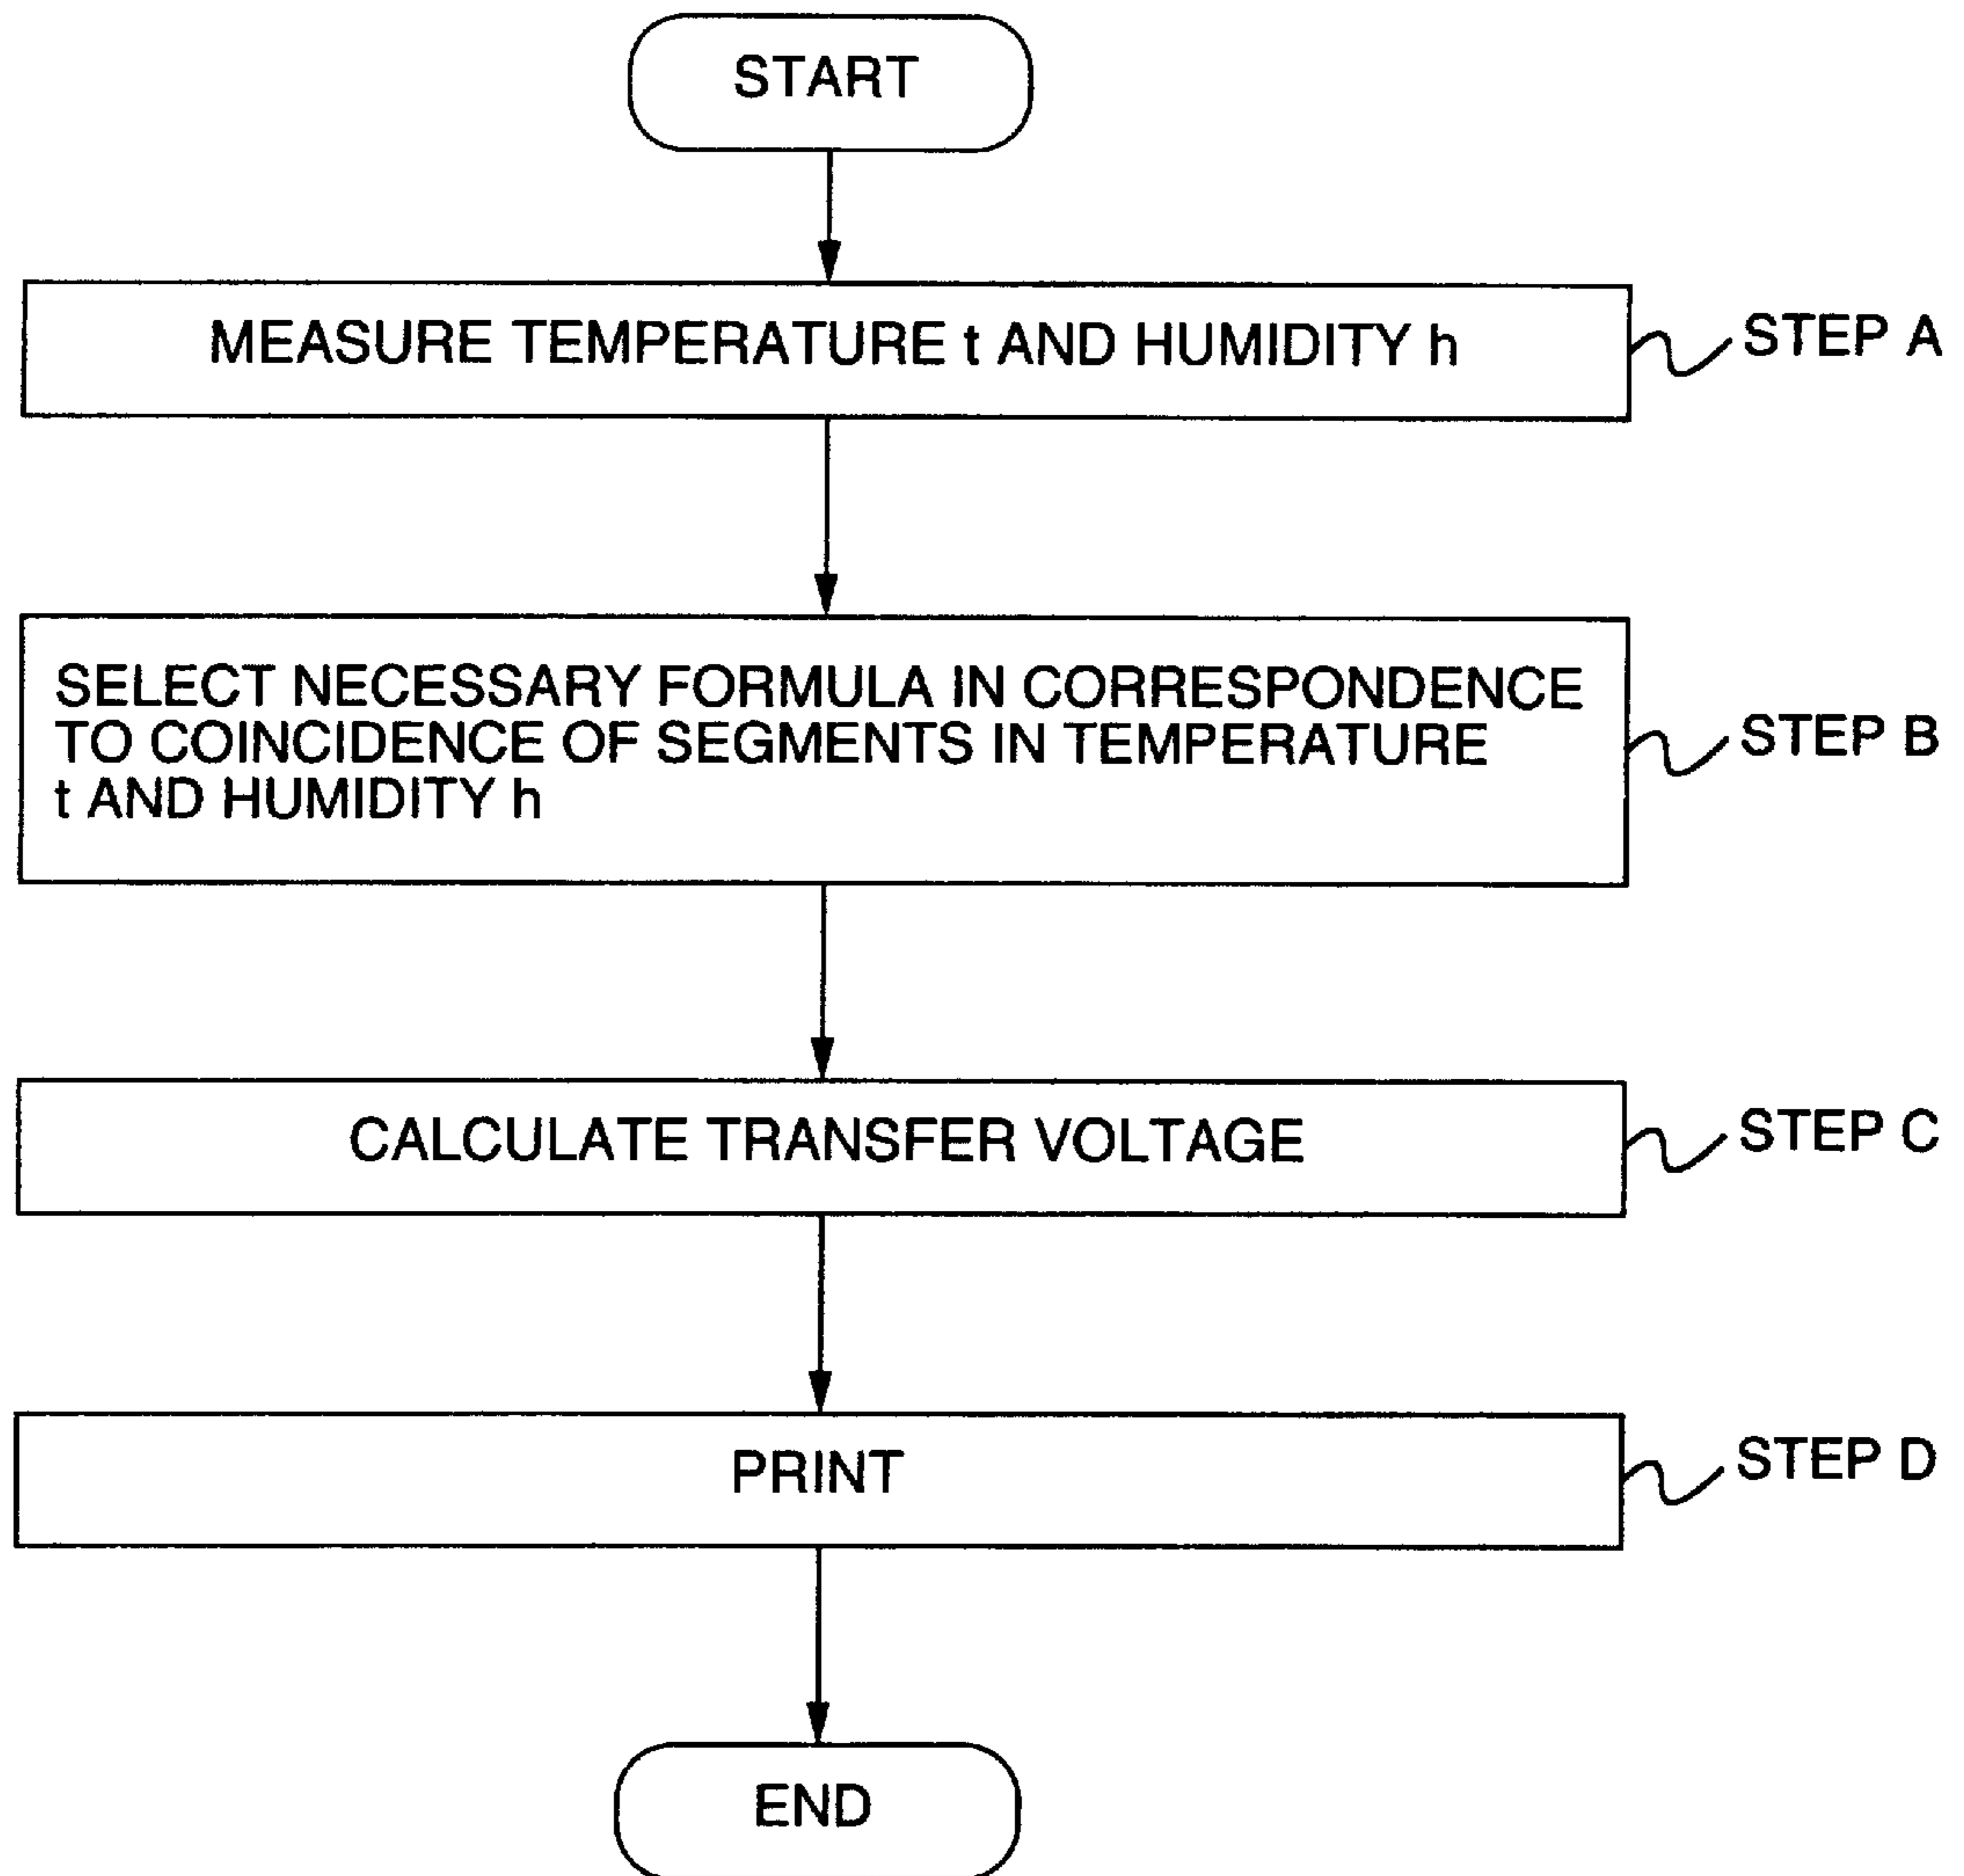 START
MEASURE TEMPERATURE t AND HUMIDITY h
STEP A
SELECT NECESSARY FORMULA IN CORRESPONDENCE
TO COINCIDENCE OF SEGMENTS IN TEMPERATURE
t AND HUMIDITY h
STEP B
CALCULATE TRANSFER VOLTAGE
STEP C
PRINT
STEP D
END